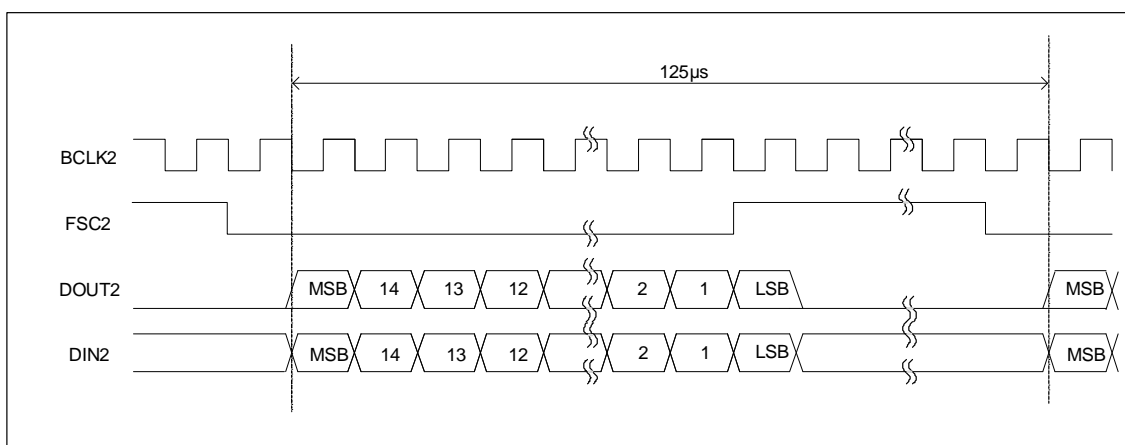 125µs
BCLK2
FSC2
DOUT2 MSB 14 13 12 2 1 LSB MSB
DIN2 MSB 14 13 12 2 1 LSB MSB